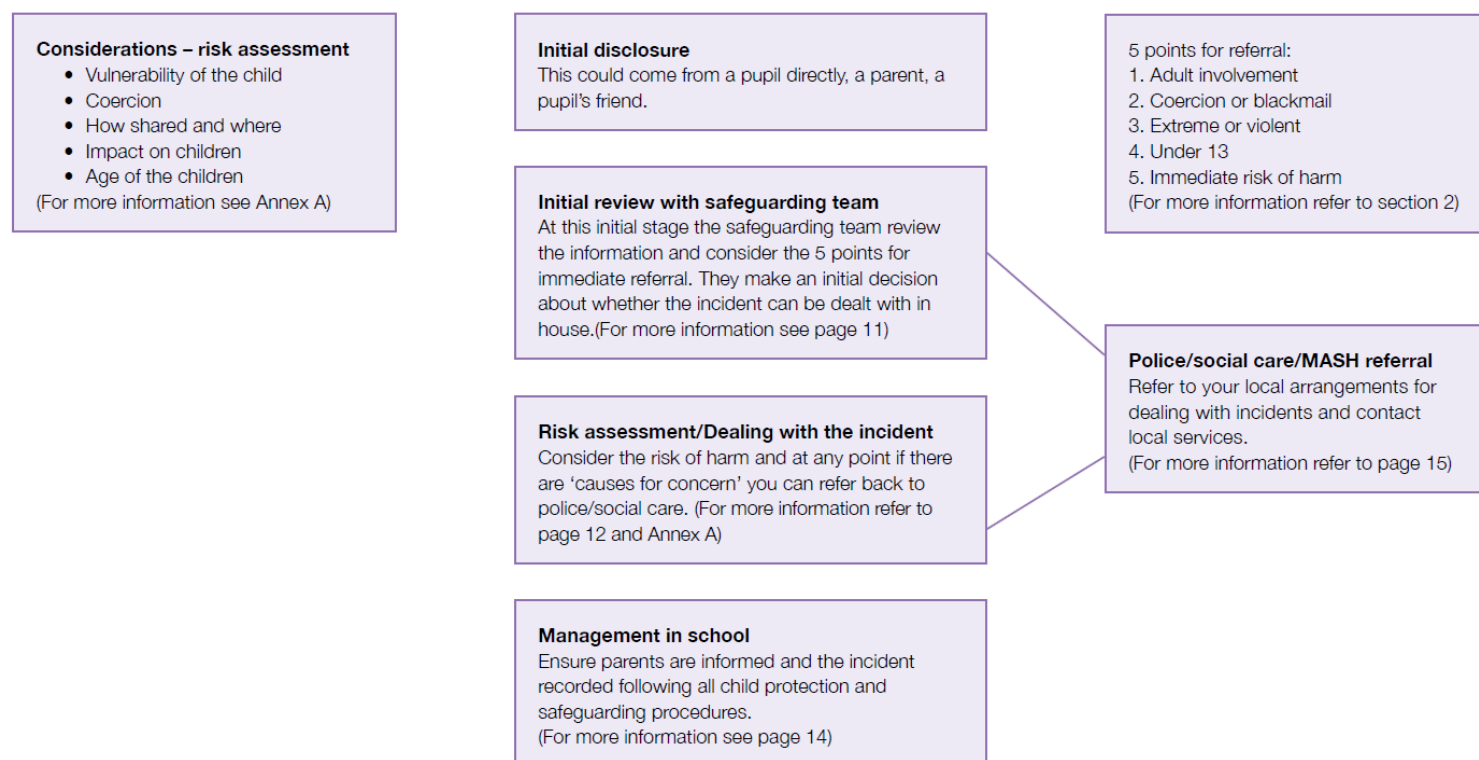 Considerations – risk assessment
• Vulnerability of the child
• Coercion
• How shared and where
• Impact on children
• Age of the children
(For more information see Annex A)
Initial disclosure
This could come from a pupil directly, a parent, a
pupil's friend.
5 points for referral:
1. Adult involvement
2. Coercion or blackmail
3. Extreme or violent
4. Under 13
5. Immediate risk of harm
(For more information refer to section 2)
Initial review with safeguarding team
At this initial stage the safeguarding team review
the information and consider the 5 points for
immediate referral. They make an initial decision
about whether the incident can be dealt with in
house.(For more information see page 11)
Police/social care/MASH referral
Refer to your local arrangements for
dealing with incidents and contact
local services.
(For more information refer to page 15)
Risk assessment/Dealing with the incident
Consider the risk of harm and at any point if there
are ‘causes for concern’ you can refer back to
police/social care. (For more information refer to
page 12 and Annex A)
Management in school
Ensure parents are informed and the incident
recorded following all child protection and
safeguarding procedures.
(For more information see page 14)